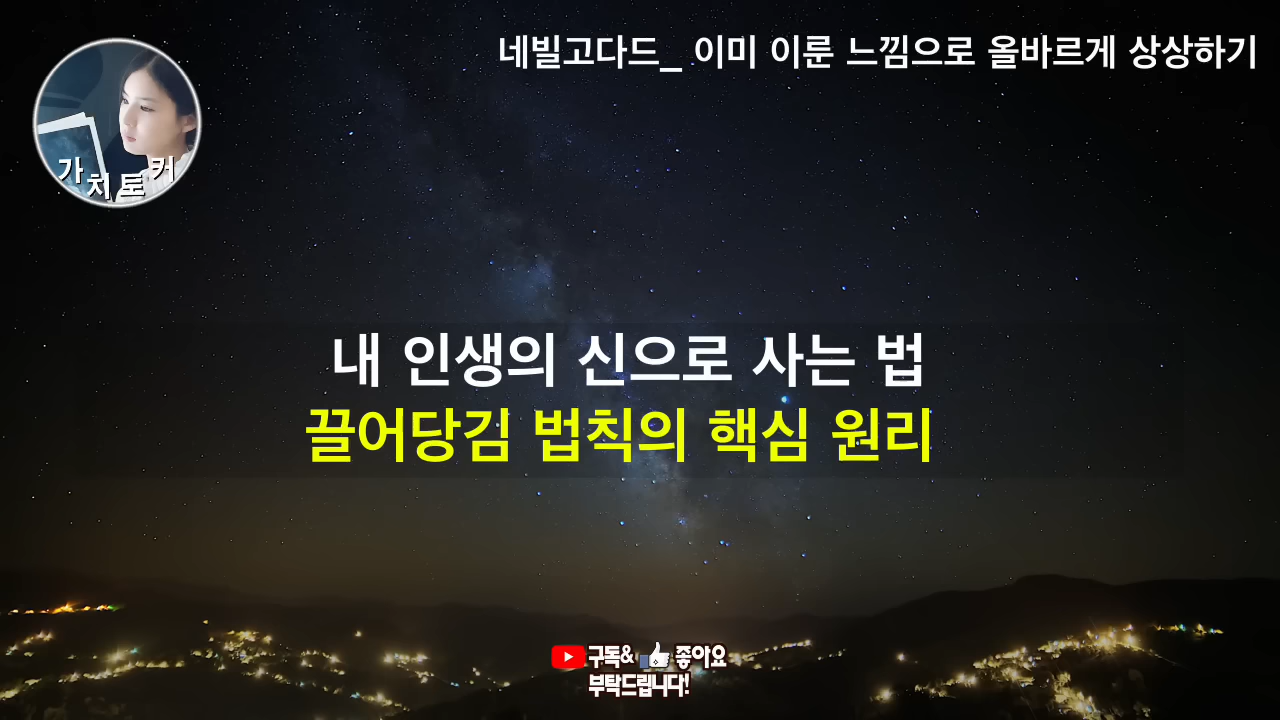 네빌고다드_ 이미 이룬 느낌으로 올바르게 상상하기
가치토커
내 인생의 신으로 사는 법
끌어당김 법칙의 핵심 원리
구독& 좋아요
부탁드립니다!